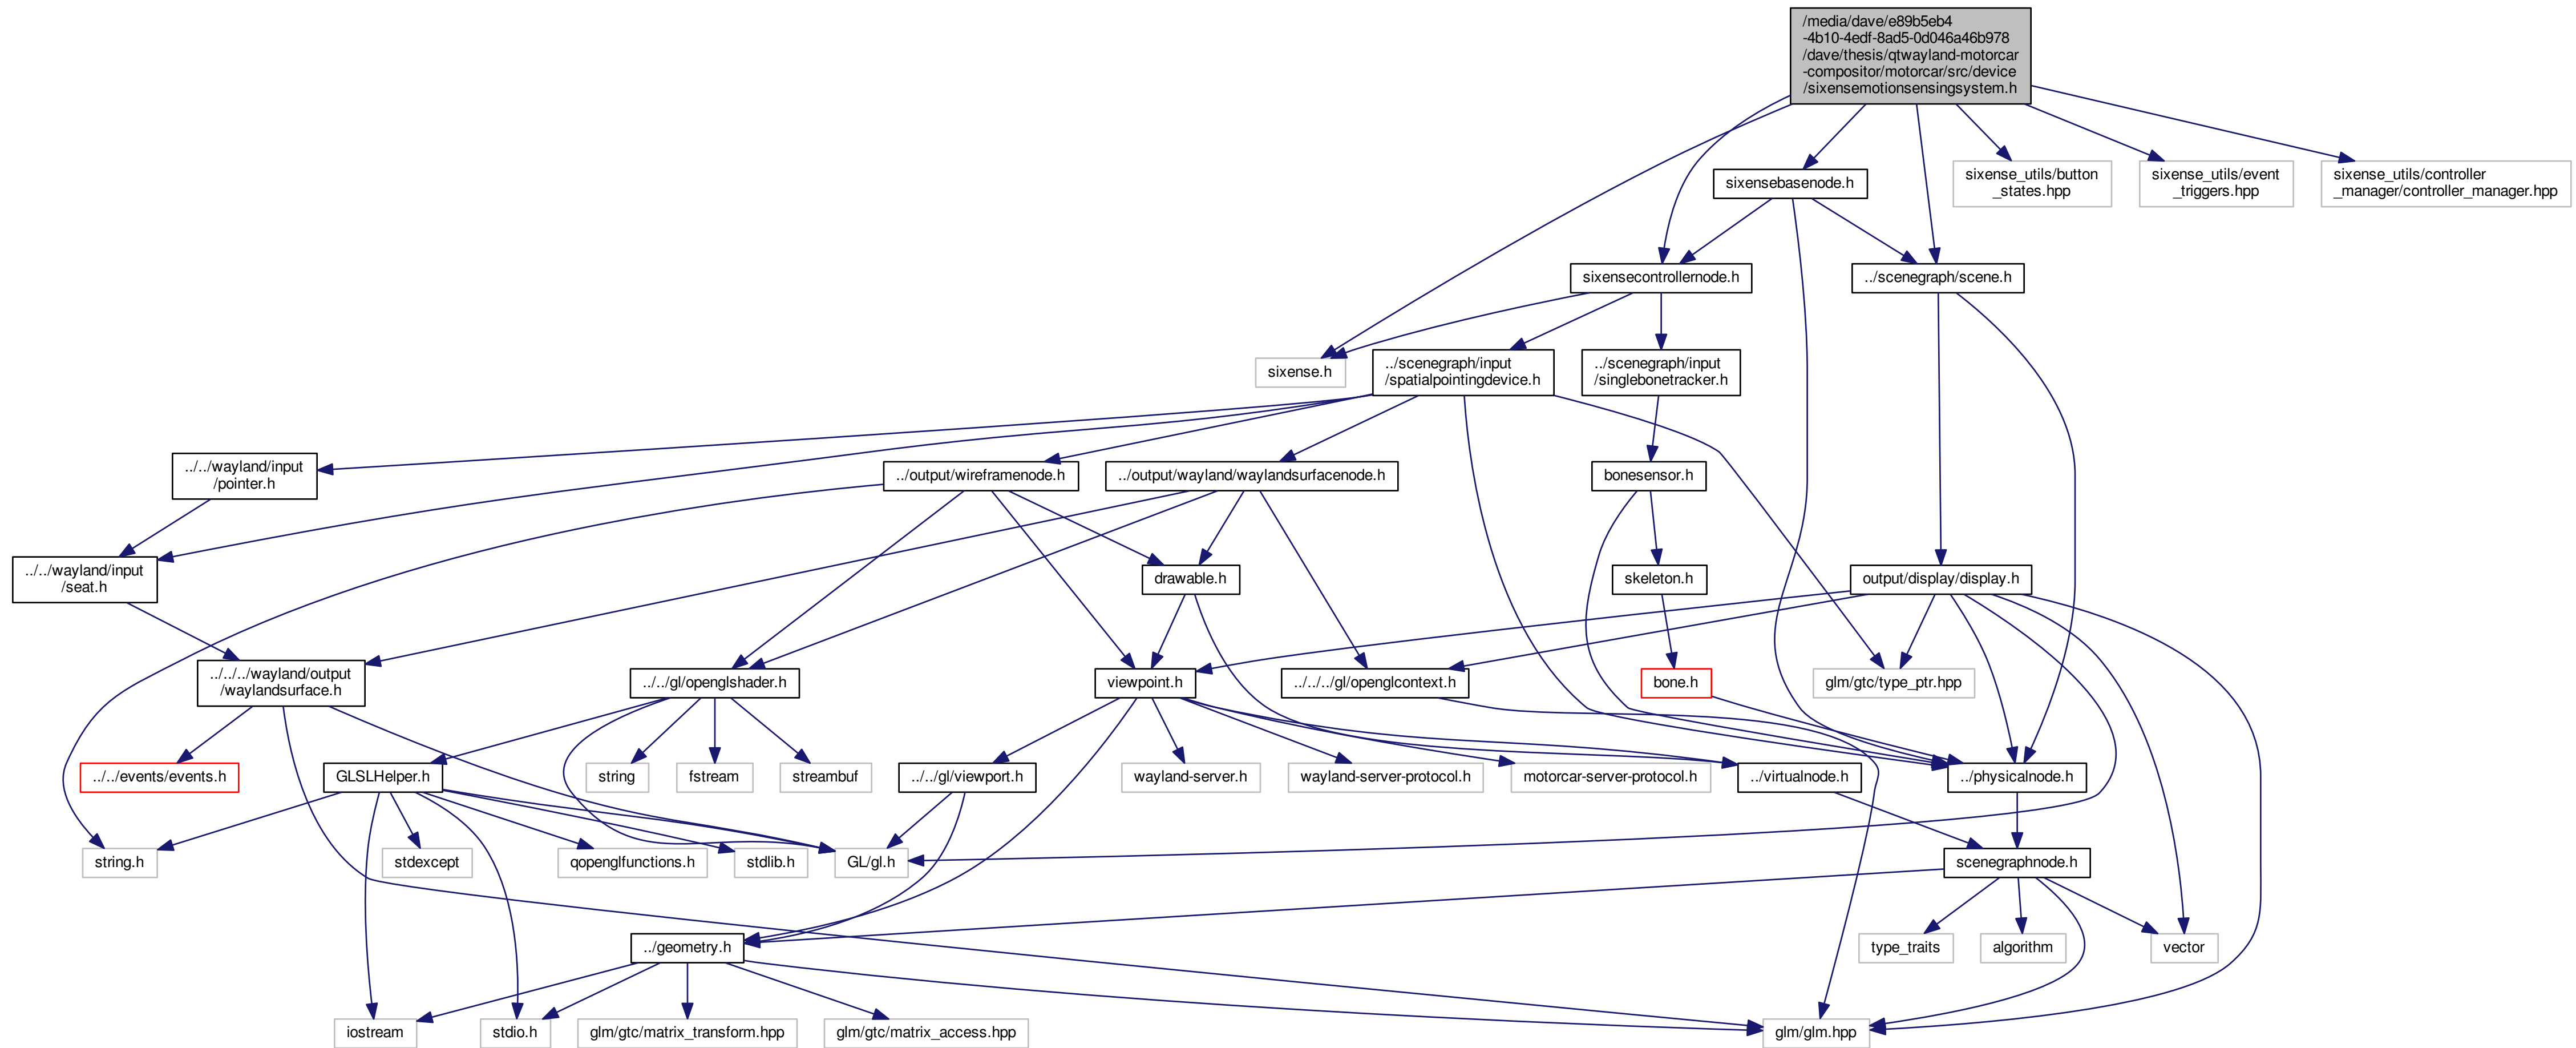 /media/dave/e89b5eb4
-4b10-4edf-8ad5-0d046a46b978
/dave/thesis/qtwayland-motorcar
-compositor/motorcar/src/device
/sixensemotionsensingsystem.h
sixensebasenode.h
sixense_utils/button
_states.hpp
sixense_utils/event
_triggers.hpp
sixense_utils/controller
_manager/controller_manager.hpp
sixensecontrollernode.h
../scenegraph/scene.h
sixense.h
../scenegraph/input
/spatialpointingdevice.h
../scenegraph/input
/singlebonetracker.h
../../wayland/input
/pointer.h
../output/wireframenode.h
../output/wayland/waylandsurfacenode.h
bonesensor.h
../../wayland/input
/seat.h
drawable.h
skeleton.h
output/display/display.h
../../../wayland/output
/waylandsurface.h
../../gl/openglshader.h
viewpoint.h
../../../gl/openglcontext.h
bone.h
glm/gtc/type_ptr.hpp
../../events/events.h
GLSLHelper.h
string
fstream
streambuf
../../gl/viewport.h
wayland-server.h
wayland-server-protocol.h
motorcar-server-protocol.h
../virtualnode.h
../physicalnode.h
string.h
stdexcept
qopenglfunctions.h
stdlib.h
GL/gl.h
scenegraphnode.h
../geometry.h
type_traits
algorithm
vector
iostream
stdio.h
glm/gtc/matrix_transform.hpp
glm/gtc/matrix_access.hpp
glm/glm.hpp